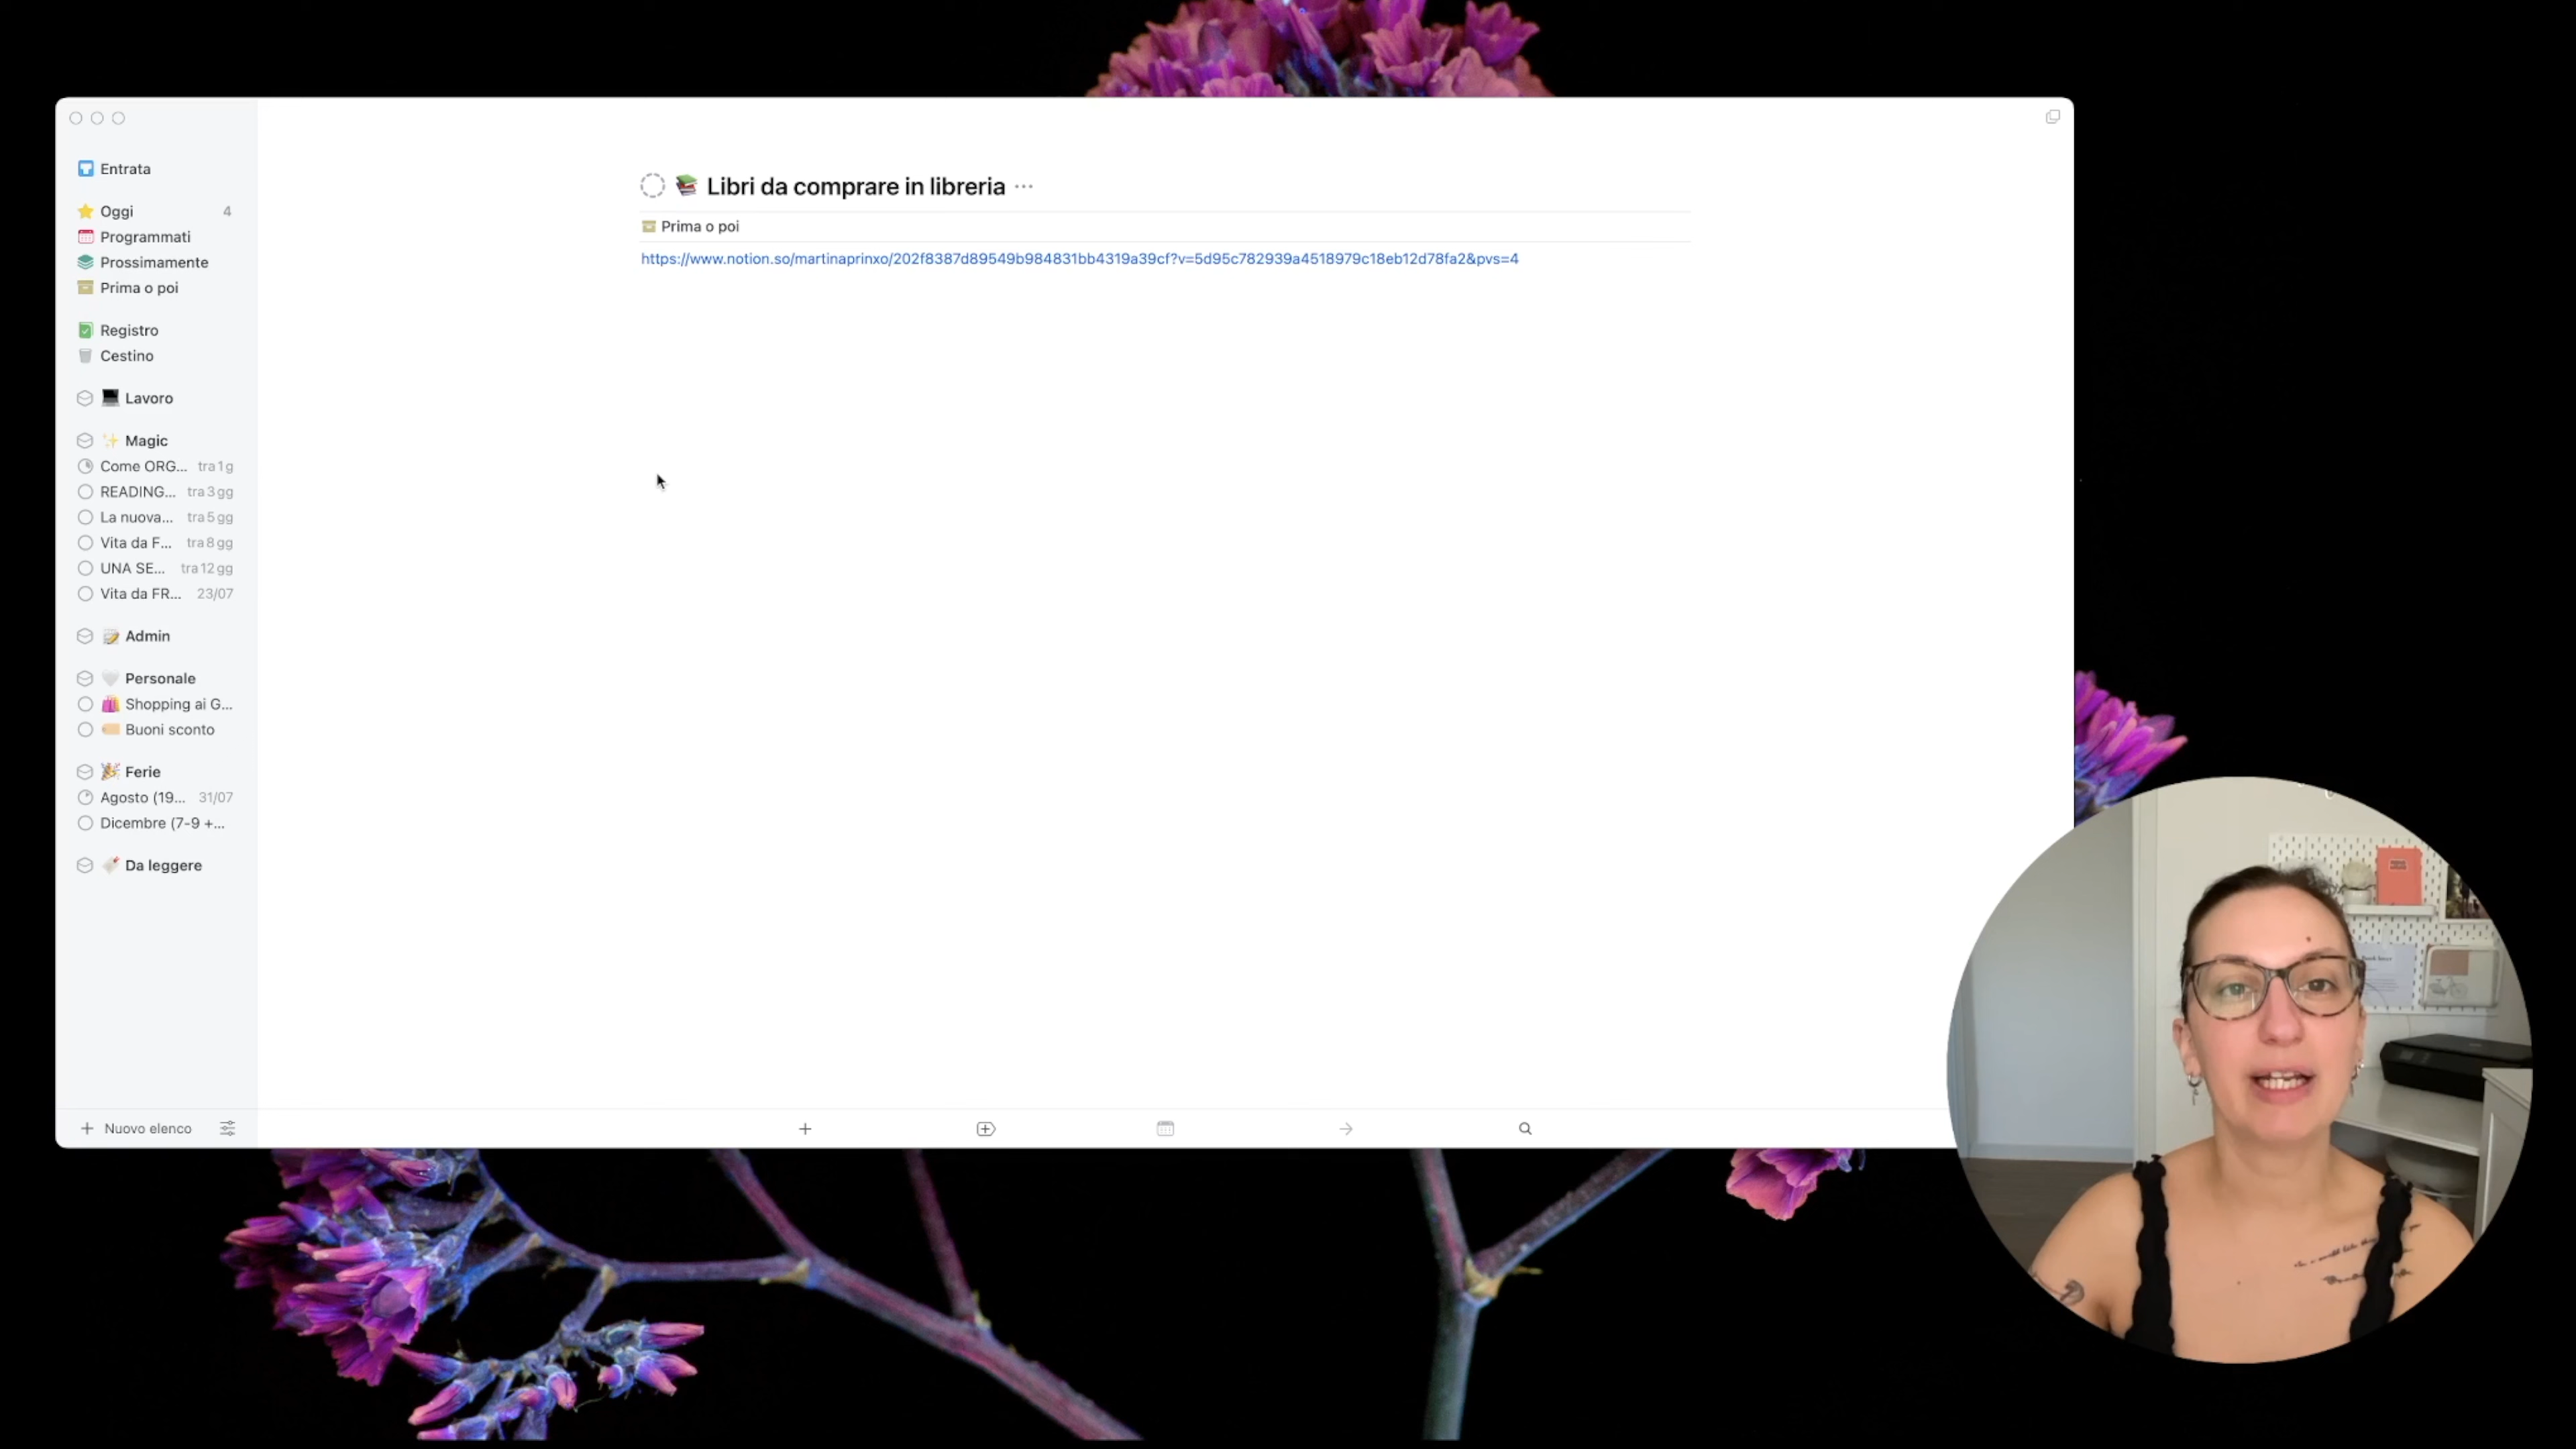 Entrata
Oggi 4
Programmati
Prossimamente
Prima o poi
Registro
Cestino
Lavoro
Magic
Come ORG... tra 1 g
READING... tra 3 gg
La nuova... tra 5 gg
Vita da F... tra 8 gg
UNA SE... tra 12 gg
Vita da FR... 23/07
Admin
Personale
Shopping ai G...
Buoni sconto
Ferie
Agosto (19... 31/07
Dicembre (7-9 +...
Da leggere
Nuovo elenco
Libri da comprare in libreria
Prima o poi
https://www.notion.so/martinaprinxo/202f8387d89549b984831bb4319a39cf?v=5d95c782939a4518979c18eb12d78fa2&pvs=4